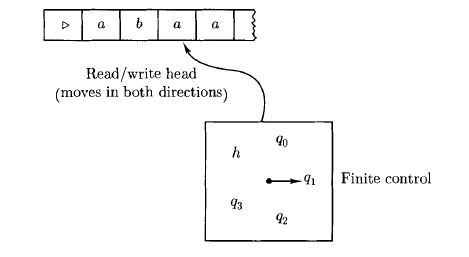 ▷ a b a a
Read/write head
(moves in both directions)
q₀
h
q₁ Finite control
q₃
q₂